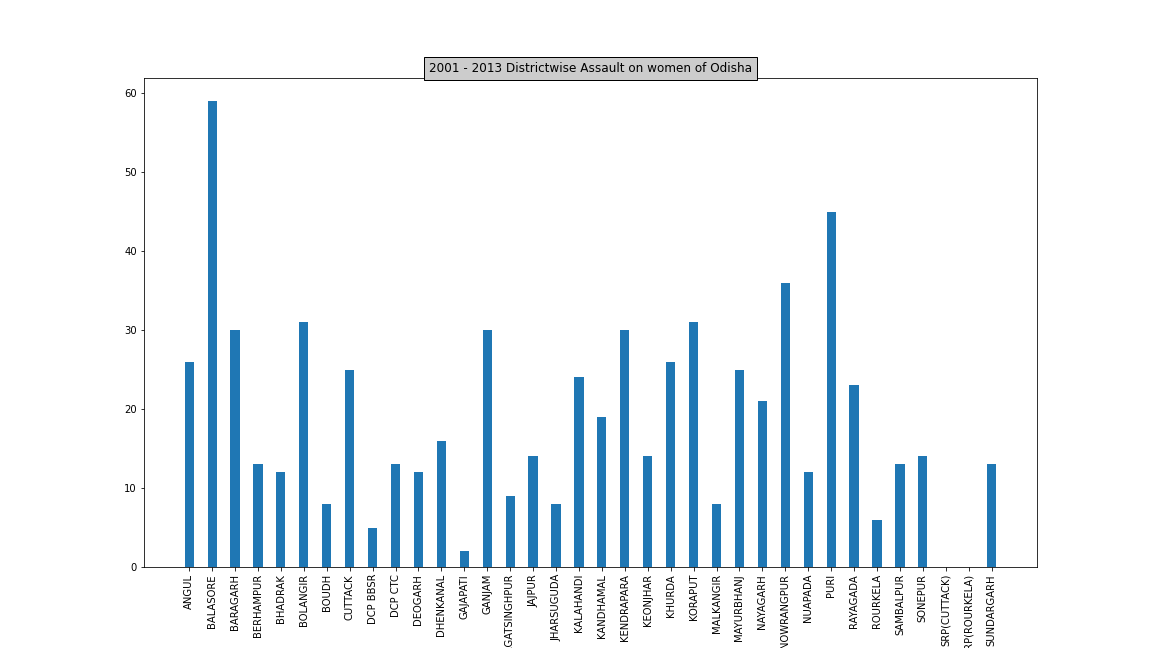 2001 - 2013 Districtwise Assault on women of Odisha
60
50
40
30
20
10
0
ANGUL
BALASORE
BARAGARH
BERHAMPUR
BHADRAK
BOLANGIR
BOUDH
CUTTACK
DCP BBSR
DCP CTC
DEOGARH
DHENKANAL
GAJAPATI
GANJAM
GATSINGHPUR
JAJPUR
JHARSUGUDA
KALAHANDI
KANDHAMAL
KENDRAPARA
KEONJHAR
KHURDA
KORAPUT
MALKANGIR
MAYURBHANJ
NAYAGARH
NOWRANGPUR
NUAPADA
PURI
RAYAGADA
ROURKELA
SAMBALPUR
SONEPUR
SRP(CUTTACK)
RP(ROURKELA)
SUNDARGARH